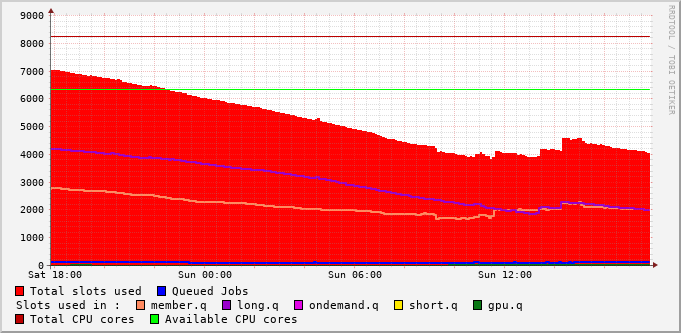 RRDTOOL / TOBI OETIKER
9000
8000
7000
6000
5000
4000
3000
2000
1000
0
Sat 18:00 Sun 00:00 Sun 06:00 Sun 12:00
Total slots used Queued Jobs
Slots used in : member.q long.q ondemand.q short.q gpu.q
Total CPU cores Available CPU cores